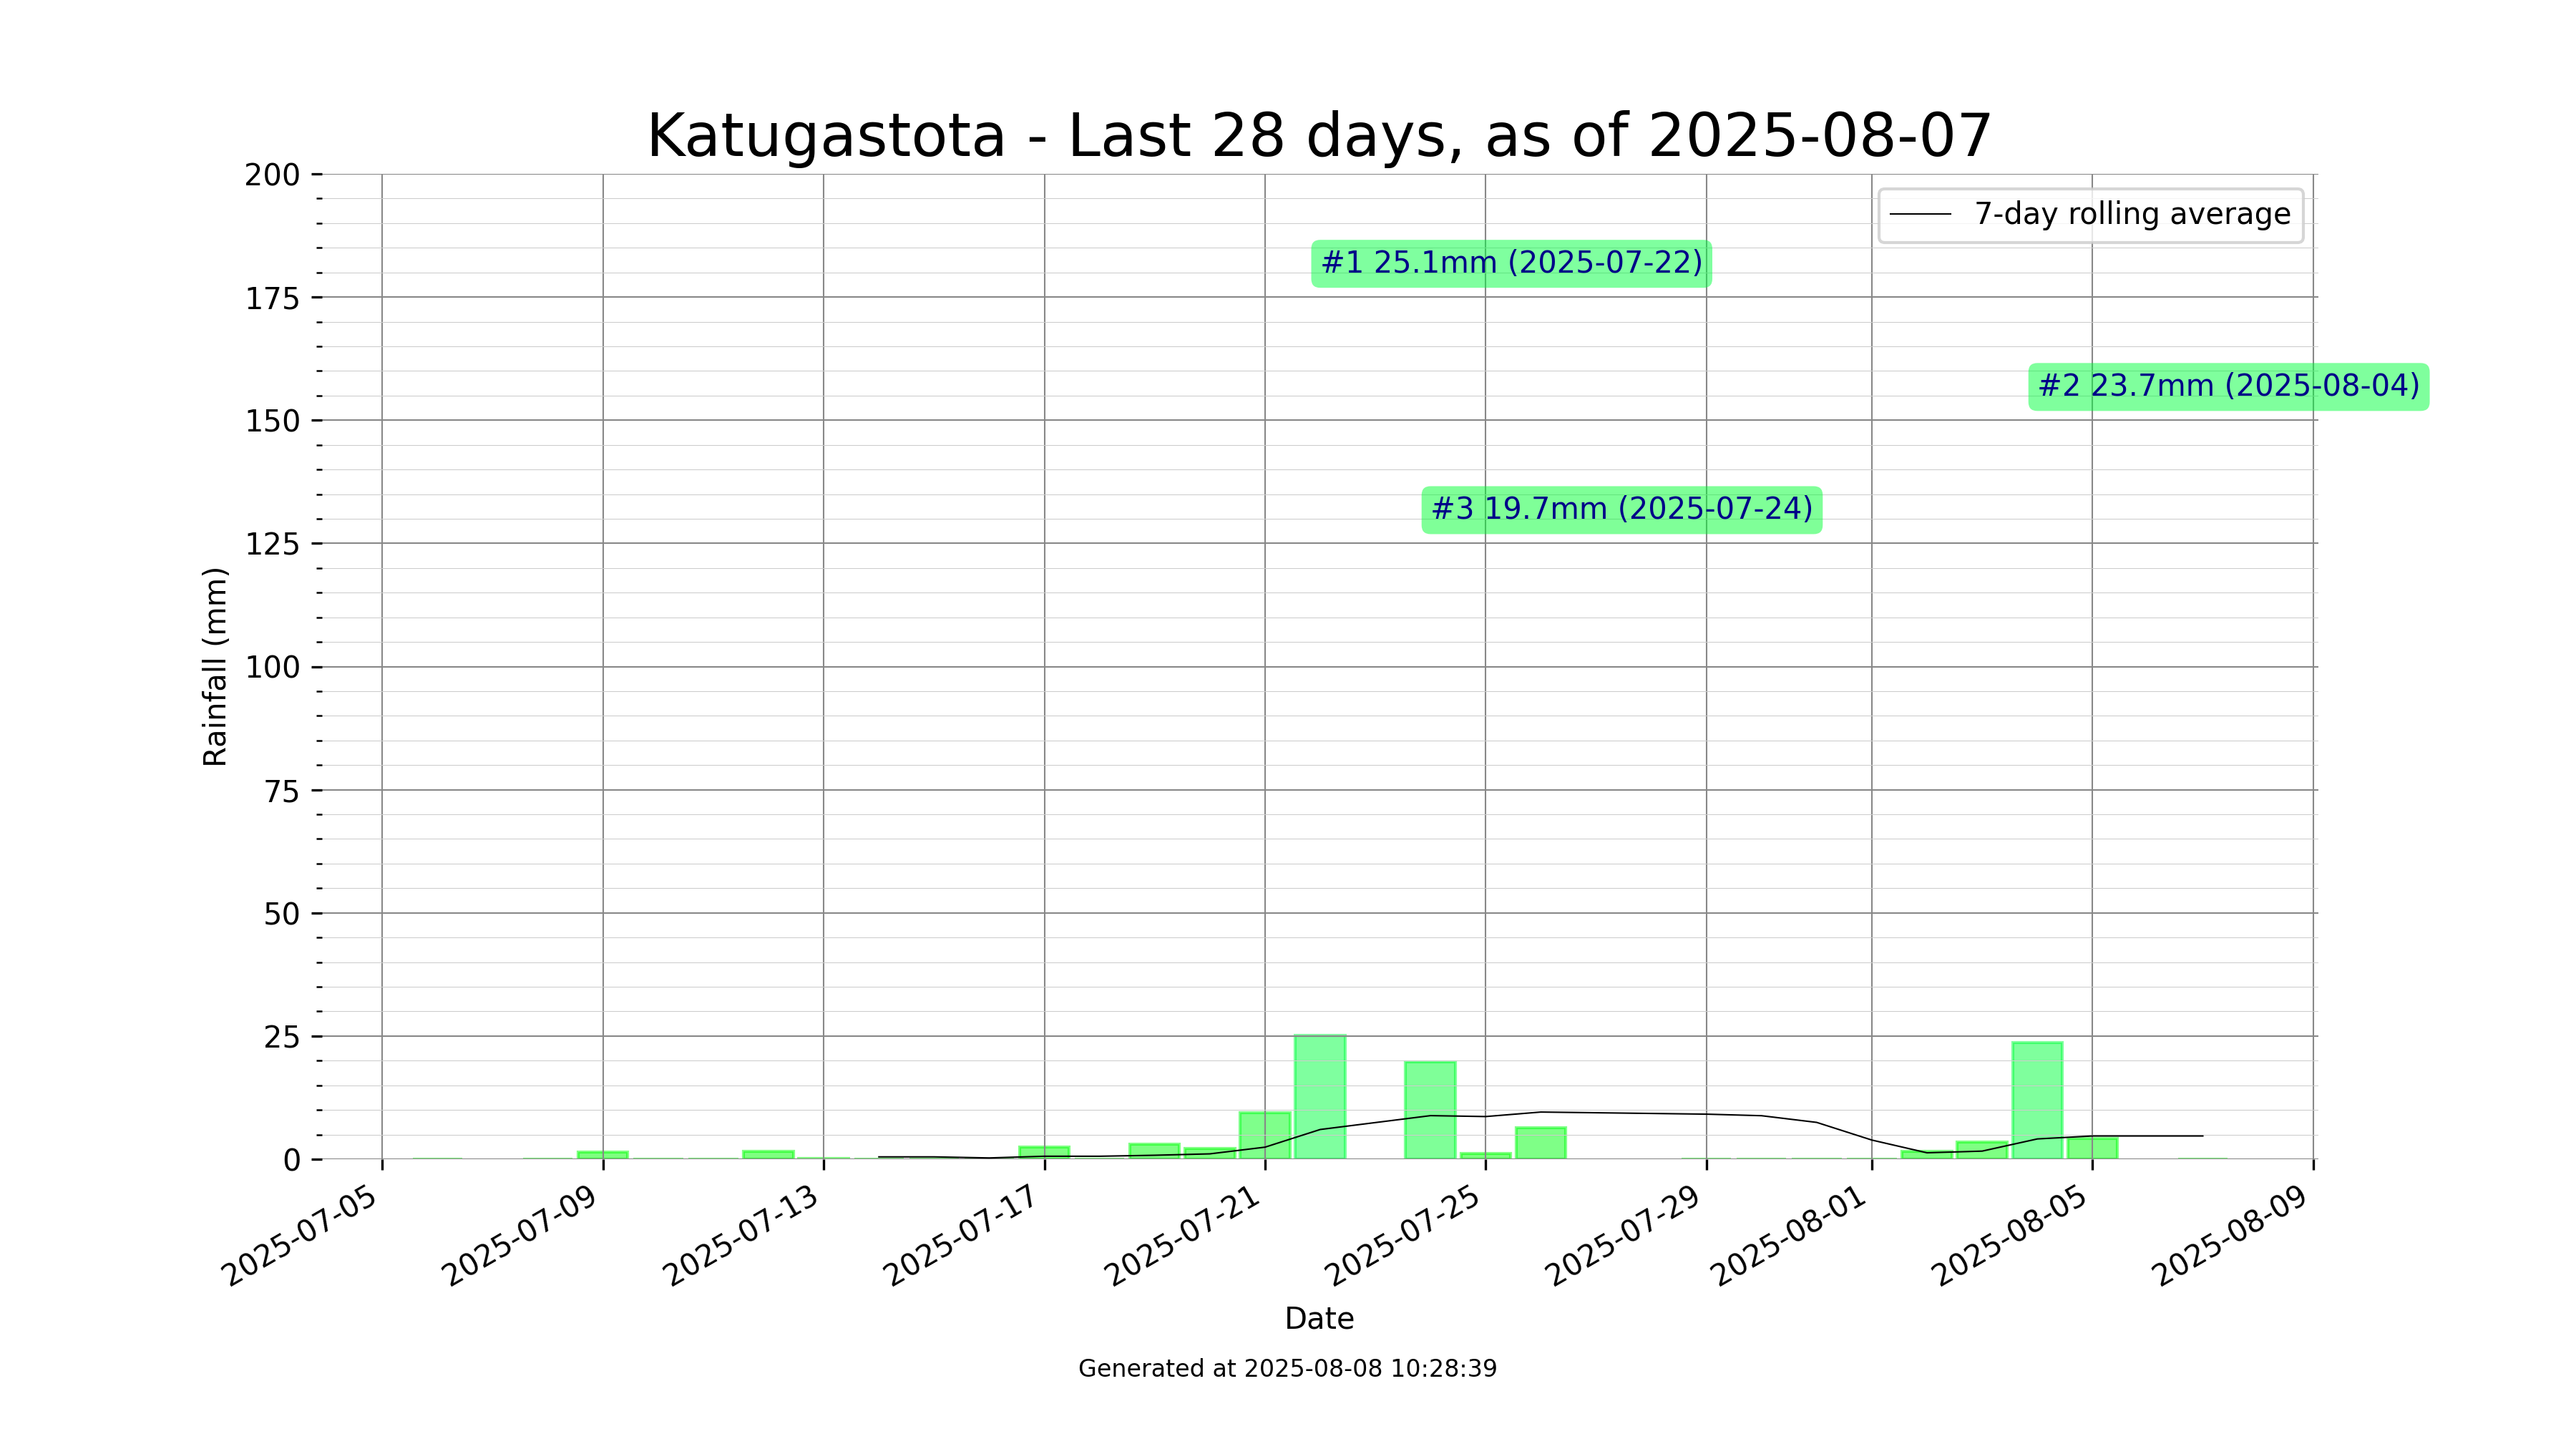 Katugastota - Last 28 days, as of 2025-08-07
200
175
150
125
100
75
50
25
0
Rainfall (mm)
7-day rolling average
#1 25.1mm (2025-07-22)
#2 23.7mm (2025-08-04)
#3 19.7mm (2025-07-24)
2025-07-05
2025-07-09
2025-07-13
2025-07-17
2025-07-21
2025-07-25
2025-07-29
2025-08-01
2025-08-05
2025-08-09
Date
Generated at 2025-08-08 10:28:39